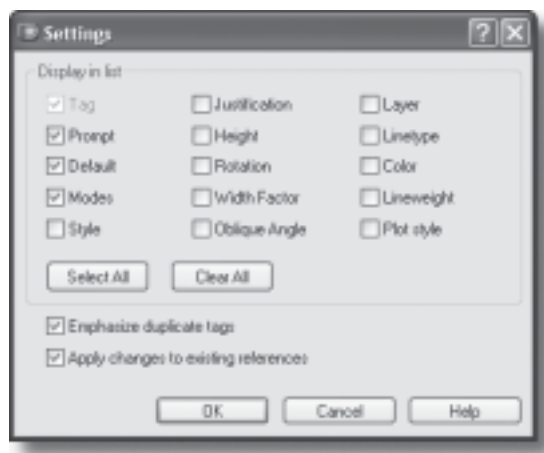 Settings
Display in list
Tag
Justification
Layer
Prompt
Height
Linetype
Default
Rotation
Color
Modes
Width Factor
Lineweight
Style
Oblique Angle
Plot style
Select All
Clear All
Emphasize duplicate tags
Apply changes to existing references
OK
Cancel
Help